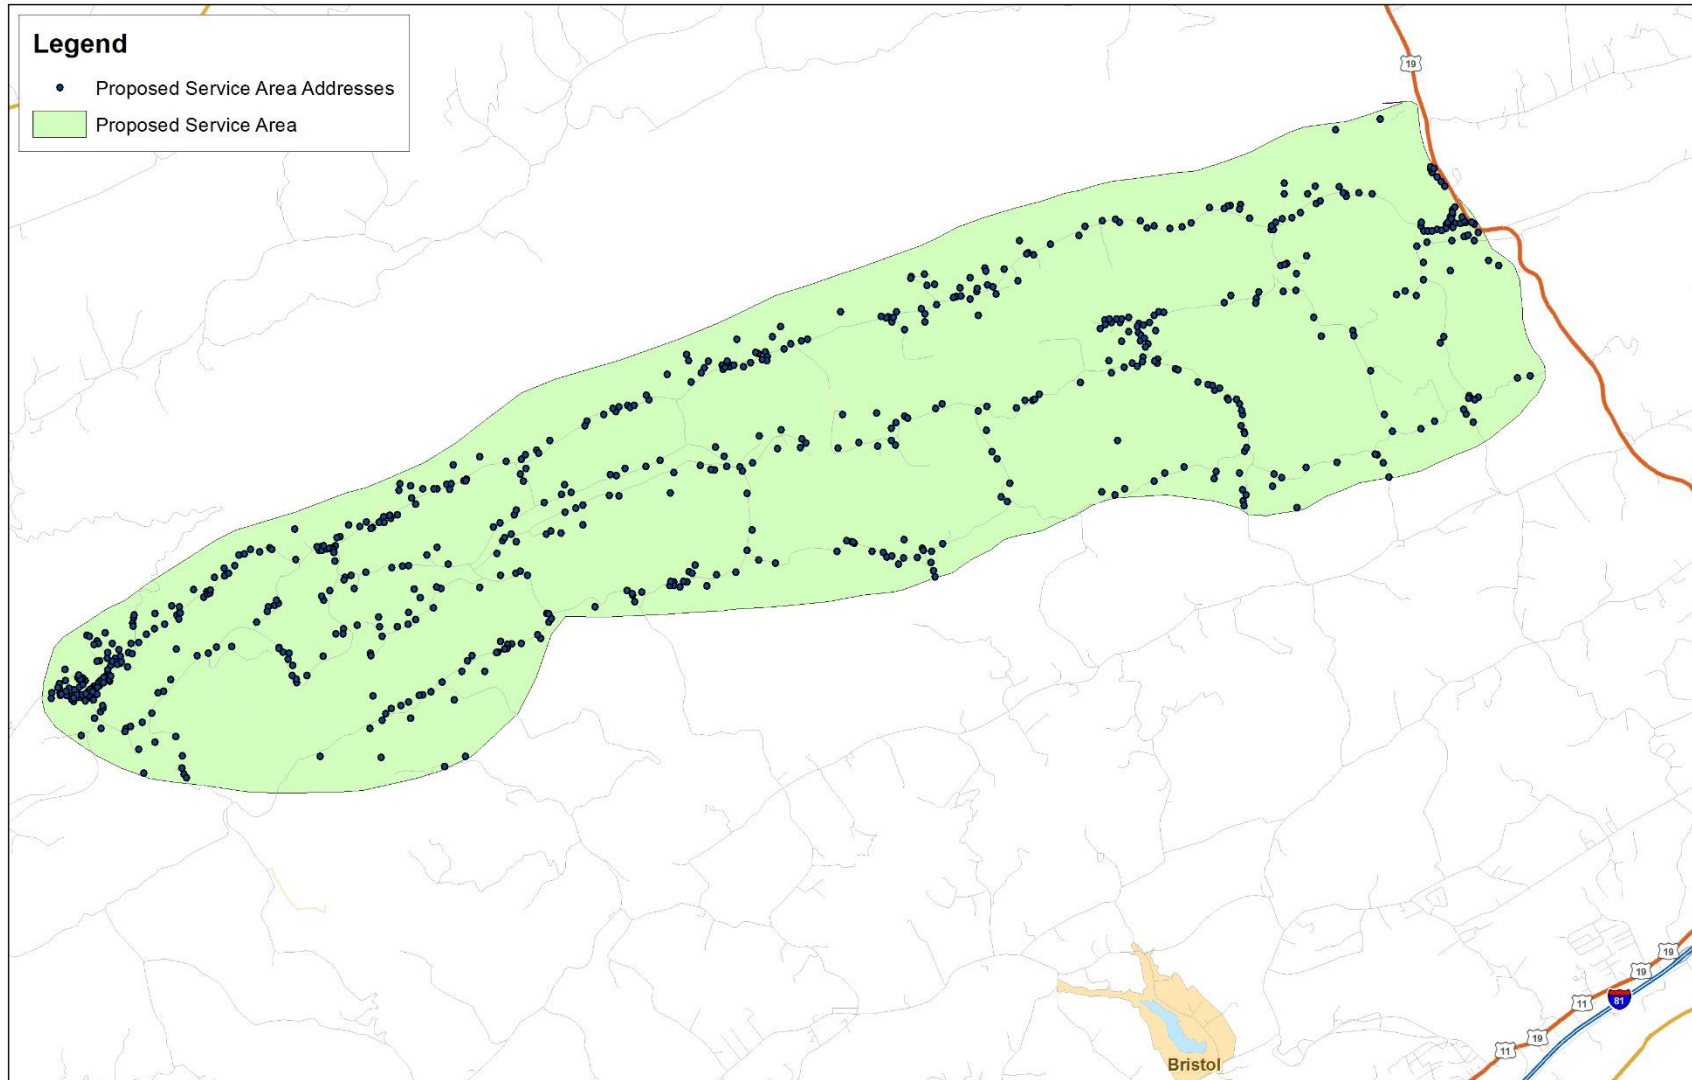 Legend
Proposed Service Area Addresses
Proposed Service Area
19
19
19
11
81
19
11
Bristol